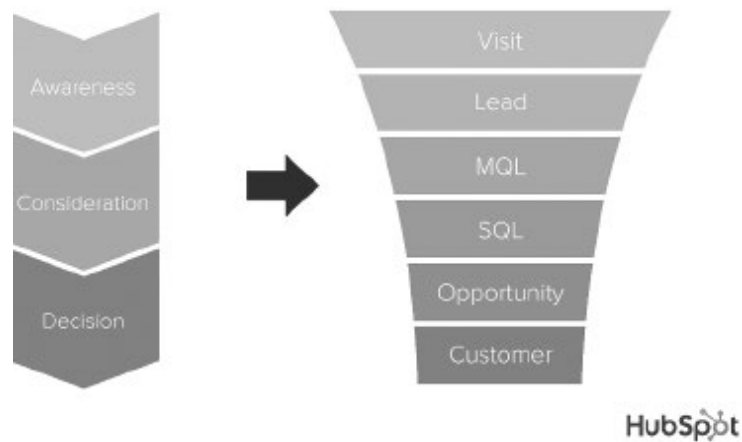 Awareness
Consideration
Decision
Visit
Lead
MQL
SQL
Opportunity
Customer
HubSpot